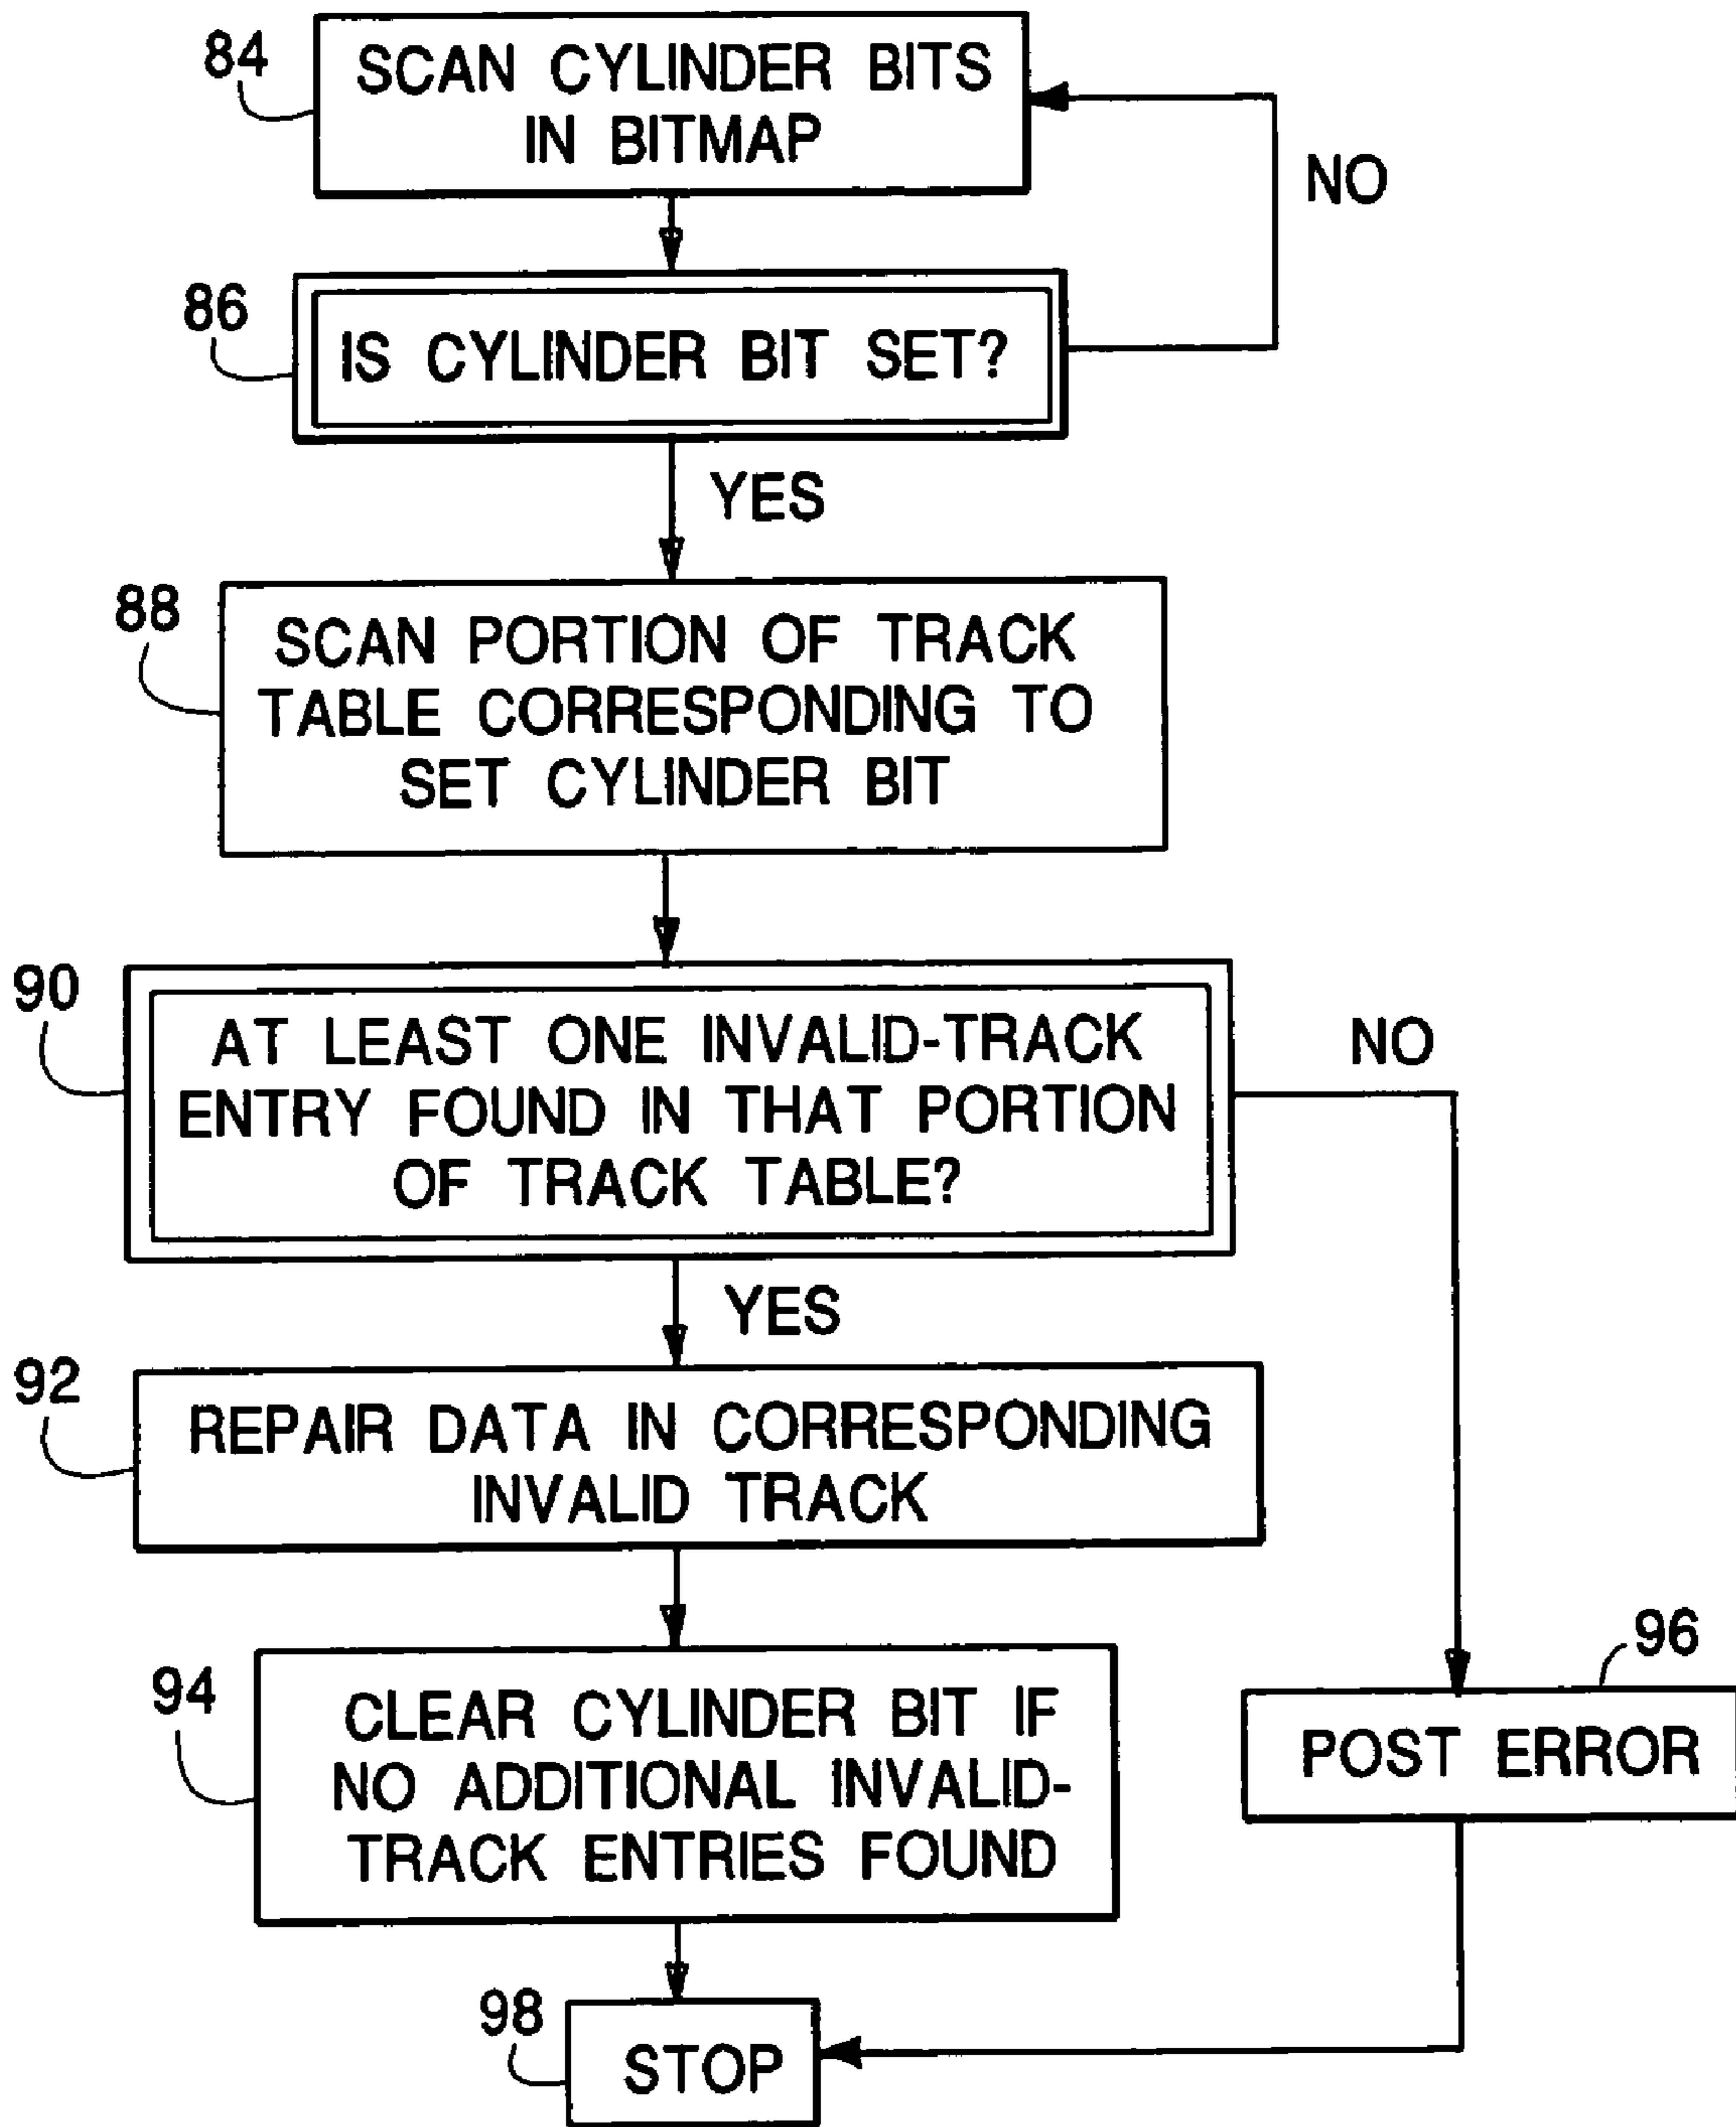 84
SCAN CYLINDER BITS
IN BITMAP
NO
86
IS CYLINDER BIT SET?
YES
88
SCAN PORTION OF TRACK
TABLE CORRESPONDING TO
SET CYLINDER BIT
90
AT LEAST ONE INVALID-TRACK
ENTRY FOUND IN THAT PORTION
OF TRACK TABLE?
NO
YES
92
REPAIR DATA IN CORRESPONDING
INVALID TRACK
94
CLEAR CYLINDER BIT IF
NO ADDITIONAL INVALID-
TRACK ENTRIES FOUND
96
POST ERROR
98
STOP